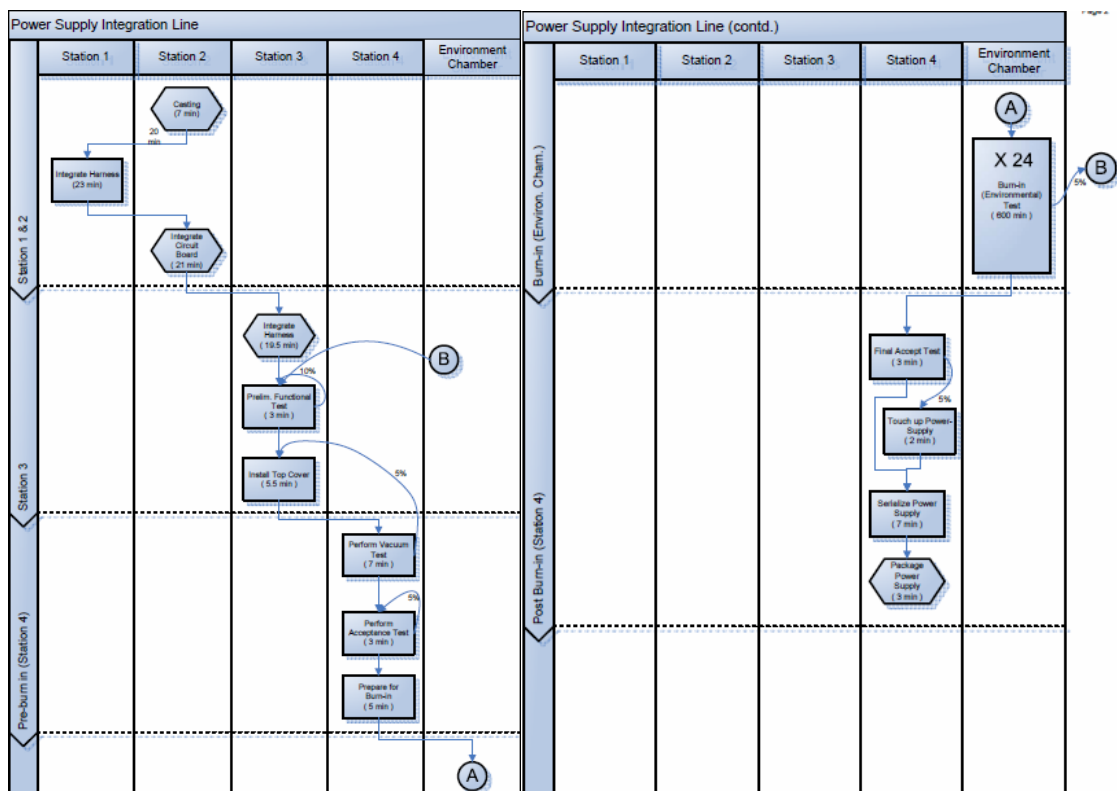 Power Supply Integration Line
Station 1
Station 2
Station 3
Station 4
Environment
Chamber
Station 1 & 2
Casting
(7 min)
20
min
Integrate Harness
(23 min)
Integrate
Circuit
Board
( 21 min)
Station 3
Integrate
Harness
( 19.5 min)
B
10%
Prelim. Functional
Test
( 3 min )
Install Top Cover
( 5.5 min )
5%
Pre-burn in (Station 4)
Perform Vacuum
Test
( 7 min )
5%
Perform
Acceptance Test
( 3 min )
Prepare for
Burn-in
( 5 min )
A
Power Supply Integration Line (contd.)
Page 2
Station 1
Station 2
Station 3
Station 4
Environment
Chamber
Burn-in (Environ. Cham.)
A
X 24
Burn-in
(Environmental)
Test
( 600 min )
5%
B
Post Burn-in (Station 4)
Final Accept Test
( 3 min )
5%
Touch up Power-
Supply
( 2 min )
Serialize Power
Supply
( 7 min )
Package
Power
Supply
( 3 min )